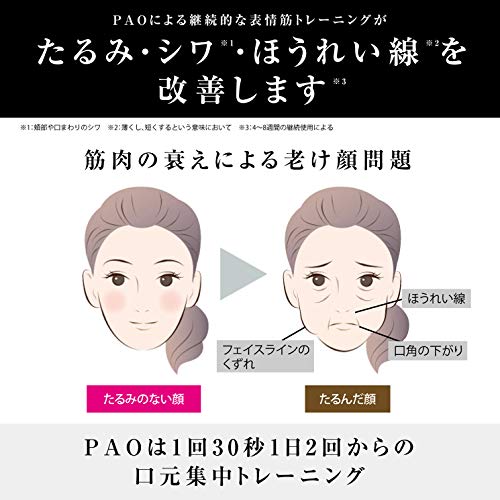 PAOによる継続的な表情筋トレーニングが
たるみ・シワ※1・ほうれい線※2を
改善します※3
※1:頬部や口まわりのシワ ※2:薄くし、短くするという意味において ※3:4〜8週間の継続使用による
筋肉の衰えによる老け顔問題
ほうれい線
フェイスラインの
くずれ
口角の下がり
たるみのない顔
たるんだ顔
PAOは1回30秒1日2回からの
口元集中トレーニング